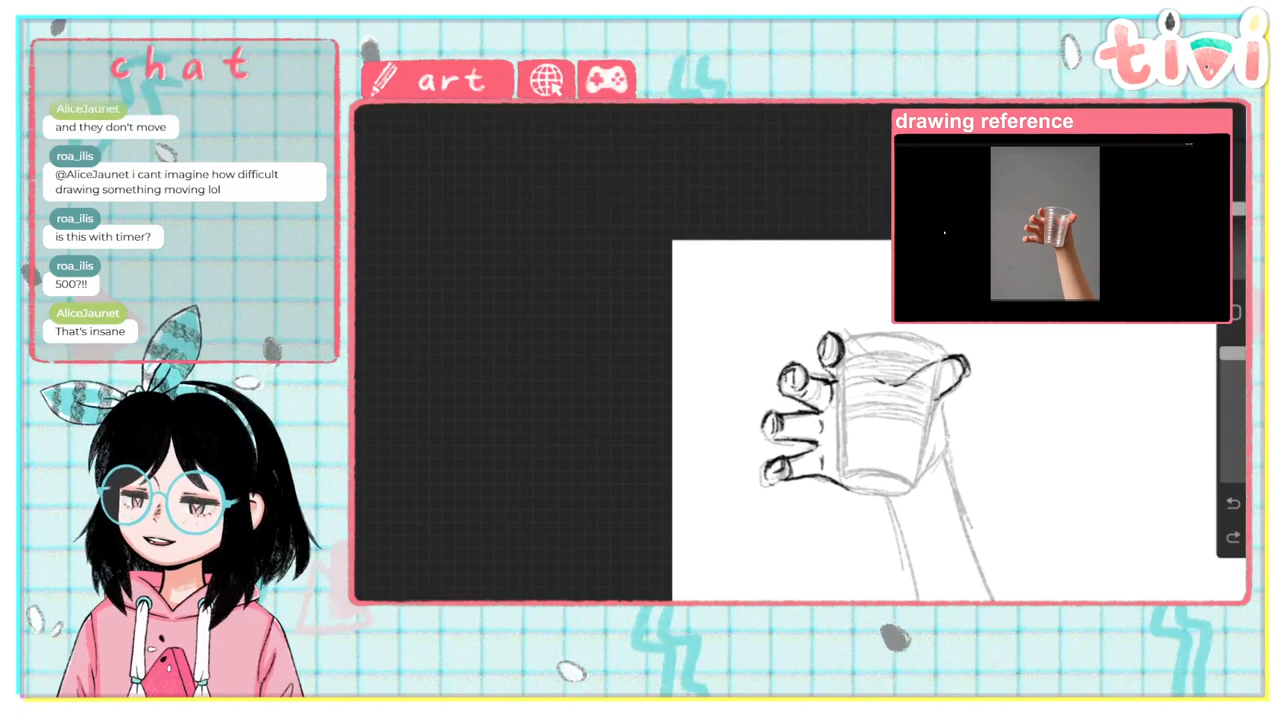 chat
AliceJaunet
and they don't move
roa_ilis
@AliceJaunet i cant imagine how difficult
drawing something moving lol
roa_ilis
is this with timer?
roa_ilis
500?!!
AliceJaunet
That's insane
art
drawing reference
tivi